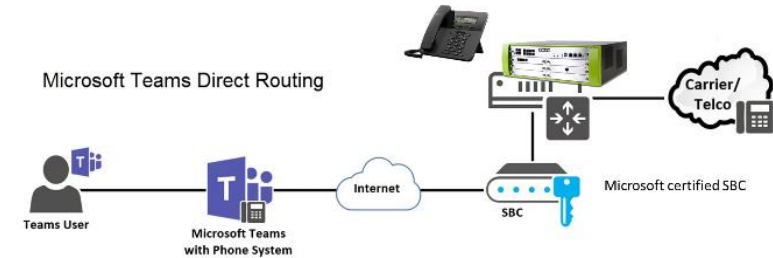 Microsoft Teams Direct Routing
Carrier/
Telco
T
Teams User
T
Microsoft Teams
with Phone System
Internet
SBC
Microsoft certified SBC